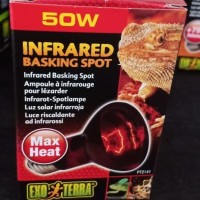 50W
INFRARED
BASKING SPOT
Infrared Basking Spot
Ampoule à infrarouge
pour lézarder
Infrarot-Spotlampe
Luz solar infrarroja
Luce riscaldante
ad infrarossi
Max
Heat
PT2141
EXO TERRA